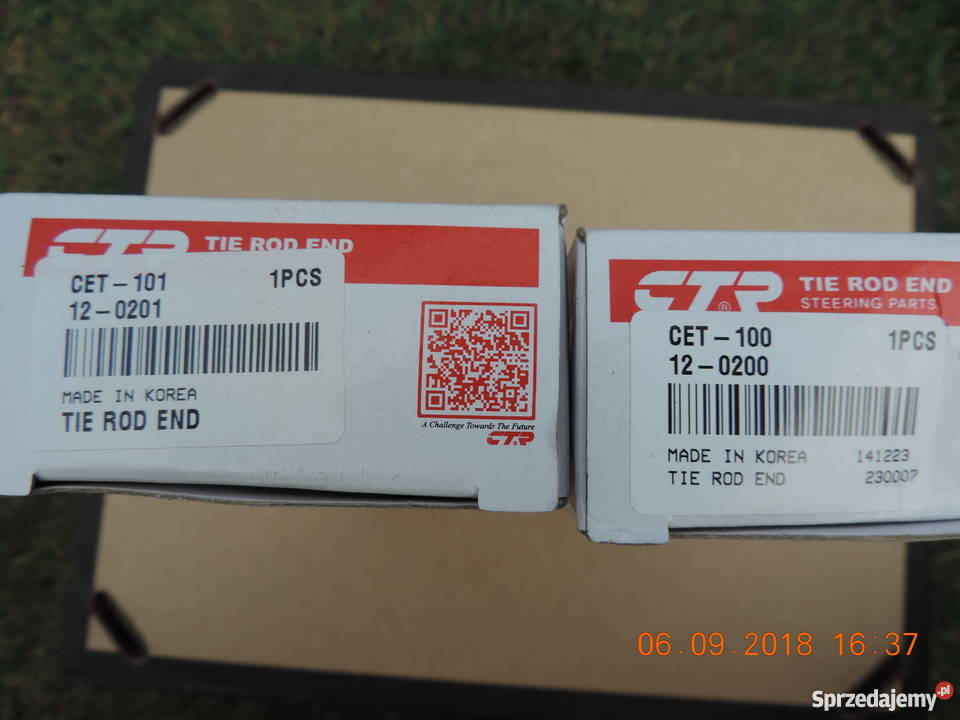 CTR TIE ROD END
CET-101 1PCS
12-0201
MADE IN KOREA
TIE ROD END
A Challenge Towards The Future
CTR
CTR® TIE ROD END
STEERING PARTS
CET-100 1PCS
12-0200
MADE IN KOREA 141223
TIE ROD END 230007
06.09.2018 16:37
Sprzedajemy.pl